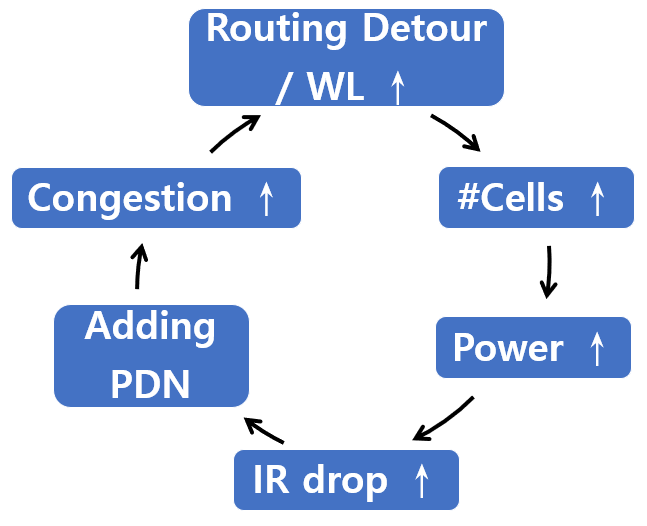 Routing Detour
/ WL ↑
#Cells ↑
Power ↑
IR drop ↑
Adding
PDN
Congestion ↑